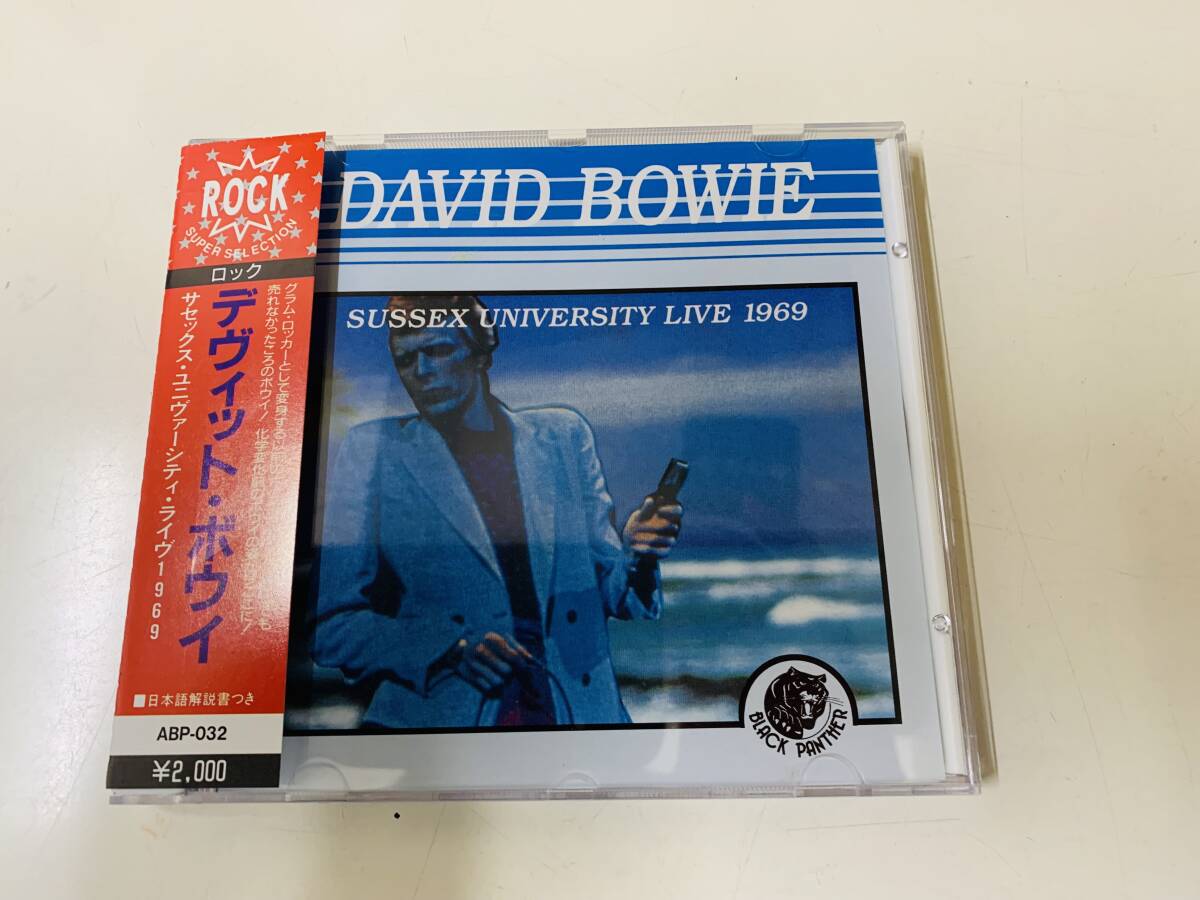 ROCK
SUPER SELECTION
ロック
グラム・ロッカーとして変身する以前の
売れなかったころのボウイ! 化学変化
デヴィット・ボウイ
サセックス・ユニヴァーシティ・ライヴ1969
■日本語解説書つき
ABP-032
¥2,000
DAVID BOWIE
SUSSEX UNIVERSITY LIVE 1969
BLACK PANTHER